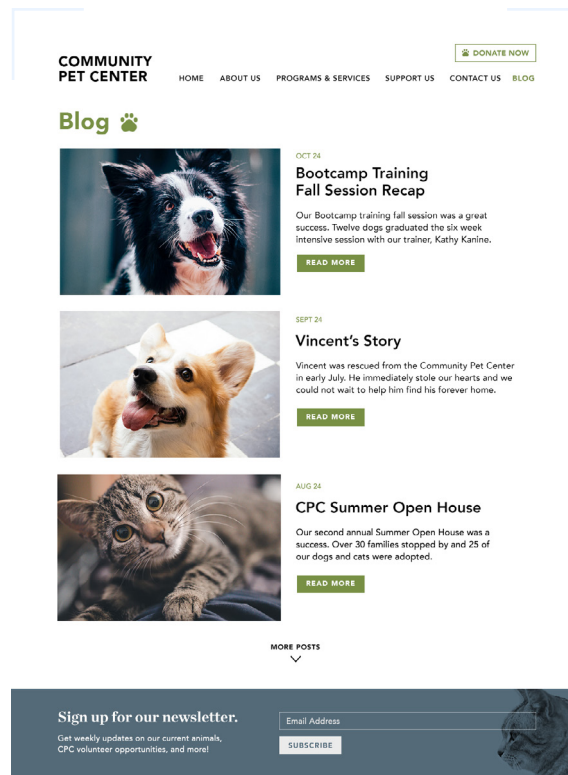 DONATE NOW
COMMUNITY
PET CENTER
HOME ABOUT US PROGRAMS & SERVICES SUPPORT US CONTACT US BLOG
Blog
OCT 24
Bootcamp Training
Fall Session Recap
Our Bootcamp training fall session was a great
success. Twelve dogs graduated the six week
intensive session with our trainer, Kathy Kanine.
READ MORE
SEPT 24
Vincent's Story
Vincent was rescued from the Community Pet Center
in early July. He immediately stole our hearts and we
could not wait to help him find his forever home.
READ MORE
AUG 24
CPC Summer Open House
Our second annual Summer Open House was a
success. Over 30 families stopped by and 25 of
our dogs and cats were adopted.
READ MORE
MORE POSTS
Sign up for our newsletter.
Get weekly updates on our current animals,
CPC volunteer opportunities, and more!
Email Address
SUBSCRIBE